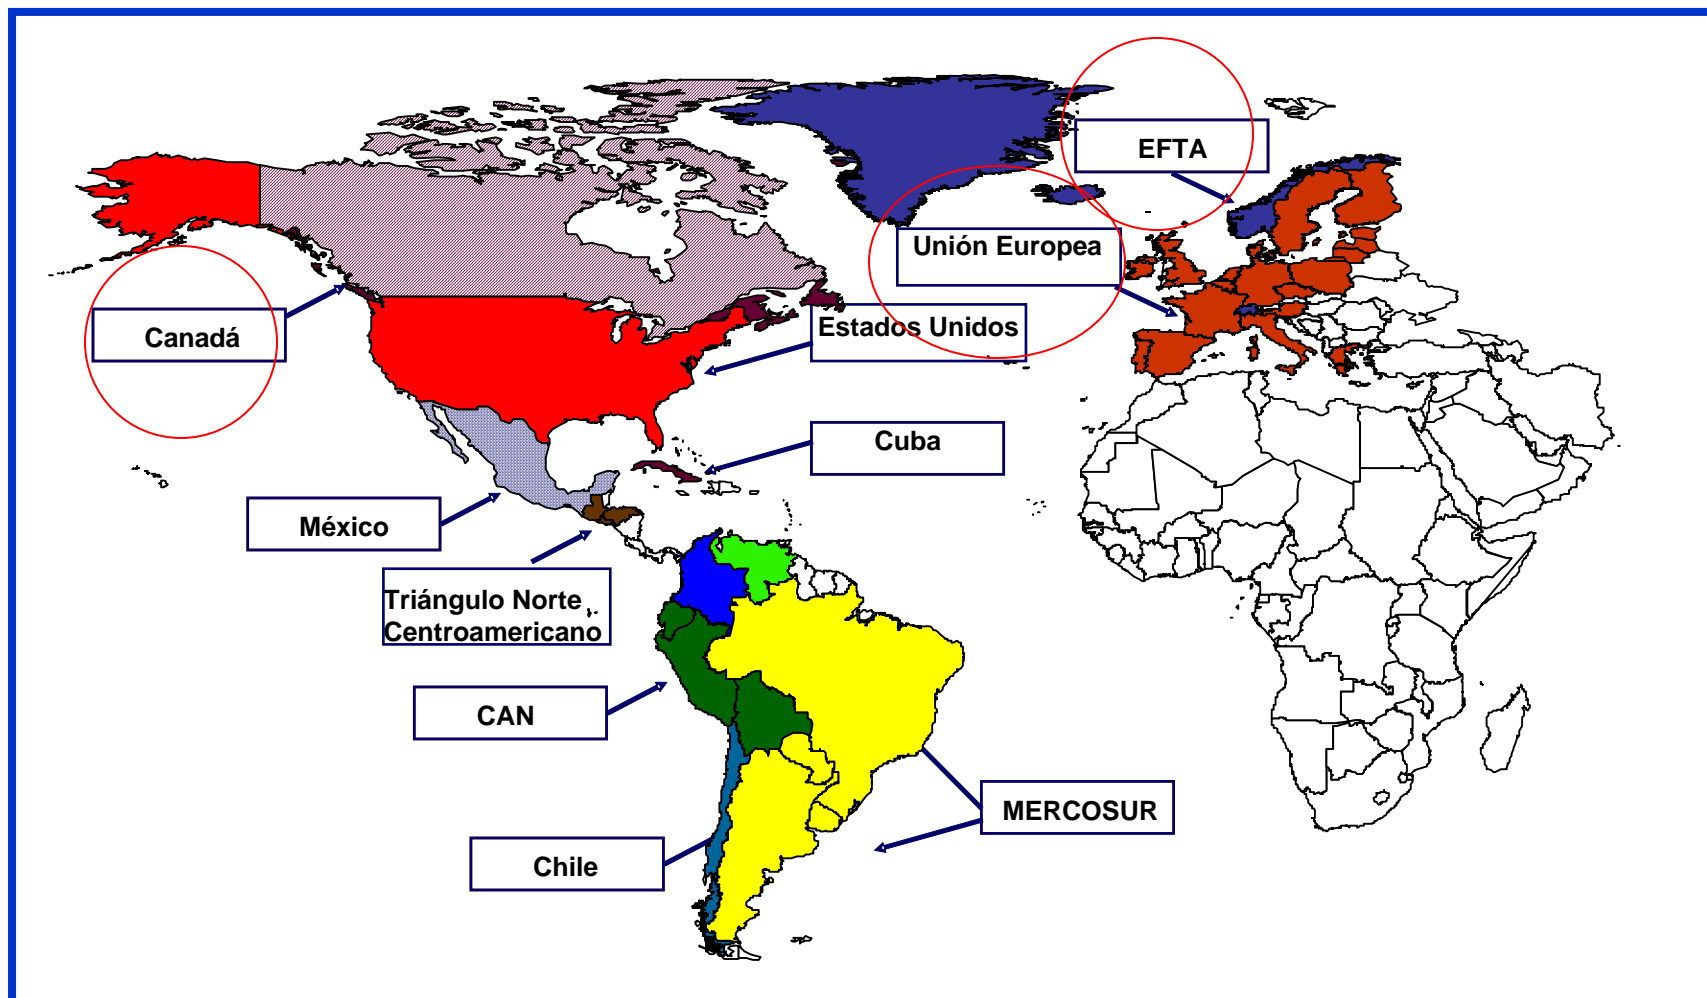 EFTA
Unión Europea
Canadá
Estados Unidos
Cuba
México
Triángulo Norte
Centroamericano
CAN
MERCOSUR
Chile